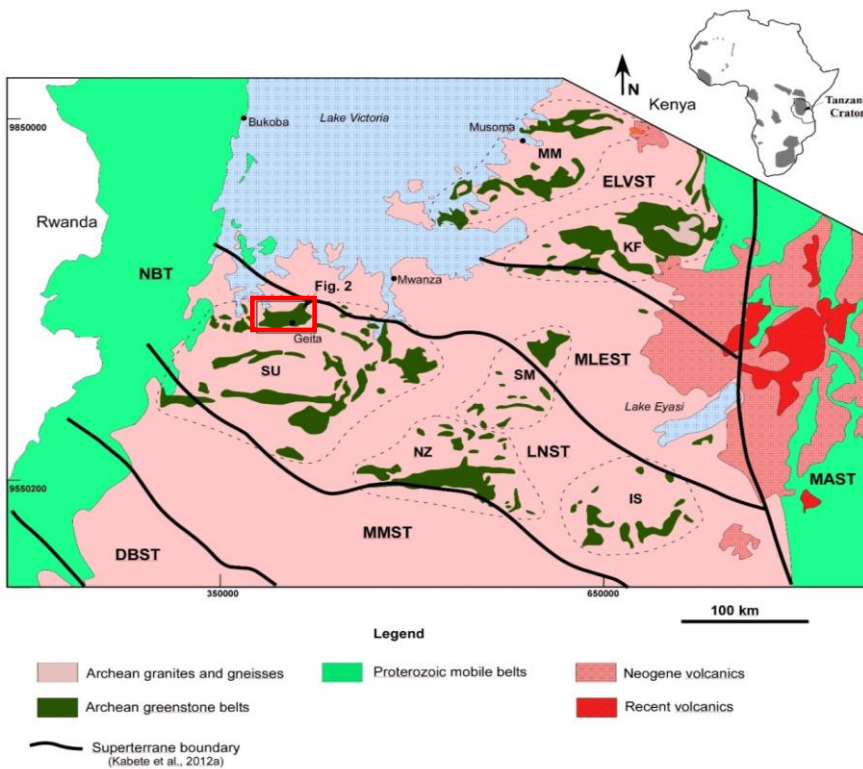 Tanzania
Craton
N
Kenya
9850000
Bukoba
Lake Victoria
Musoma
MM
ELVST
Rwanda
KF
NBT
Fig. 2
Mwanza
Geita
SU
SM
MLEST
Lake Eyasi
NZ
LNST
9550200
IS
MAST
MMST
DBST
350000
650000
100 km
Legend
Archean granites and gneisses
Proterozoic mobile belts
Neogene volcanics
Archean greenstone belts
Recent volcanics
Superterrane boundary
(Kabete et al., 2012a)